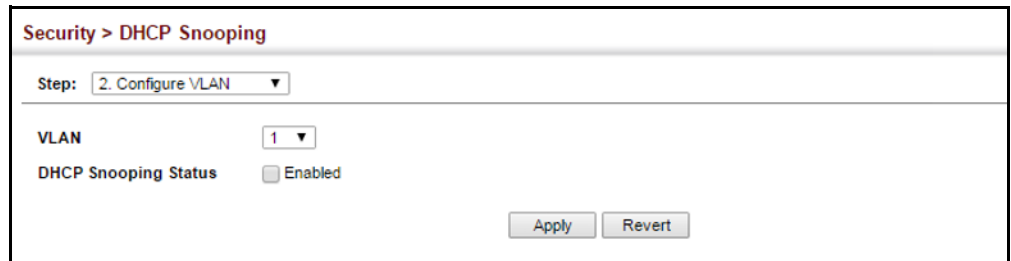 Security > DHCP Snooping
Step: 2. Configure VLAN
VLAN 1
DHCP Snooping Status Enabled
Apply Revert